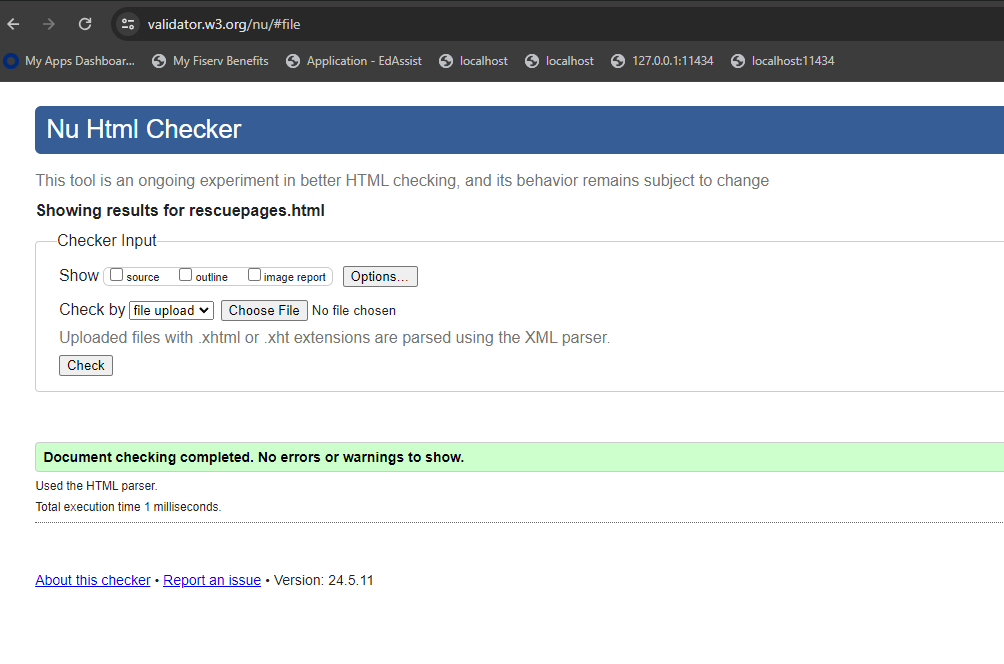 validator.w3.org/nu/#file
My Apps Dashboar... My Fiserv Benefits Application - EdAssist localhost localhost 127.0.0.1:11434 localhost:11434
Nu Html Checker
This tool is an ongoing experiment in better HTML checking, and its behavior remains subject to change
Showing results for rescuepages.html
Checker Input
Show source outline image report Options...
Check by file upload Choose File No file chosen
Uploaded files with .xhtml or .xht extensions are parsed using the XML parser.
Check
Document checking completed. No errors or warnings to show.
Used the HTML parser.
Total execution time 1 milliseconds.
About this checker • Report an issue • Version: 24.5.11